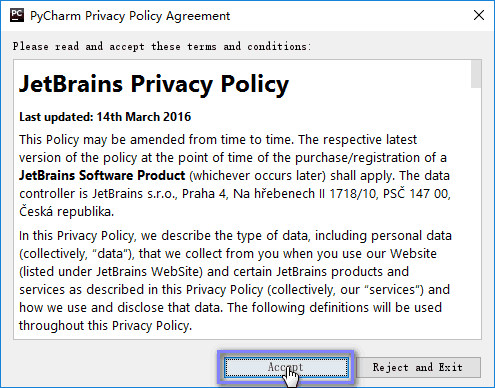 PC PyCharm Privacy Policy Agreement
Please read and accept these terms and conditions:
JetBrains Privacy Policy
Last updated: 14th March 2016
This Policy may be amended from time to time. The respective latest
version of the policy at the point of time of the purchase/registration of a
JetBrains Software Product (whichever occurs later) shall apply. The data
controller is JetBrains s.r.o., Praha 4, Na hřebenech II 1718/10, PSČ 147 00,
Česká republika.
In this Privacy Policy, we describe the type of data, including personal data
(collectively, “data”), that we collect from you when you use our Website
(listed under JetBrains WebSite) and certain JetBrains products and
services as described in this Privacy Policy (collectively, our “services”) and
how we use and disclose that data. The following definitions will be used
throughout this Privacy Policy.
Accept Reject and Exit